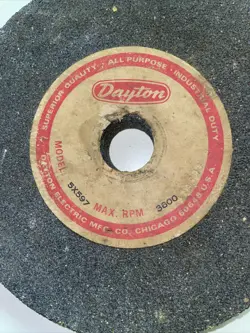 SUPERIOR QUALITY · ALL PURPOSE · INDUSTRIAL DUTY
Dayton
MODEL 5X597 MAX. RPM 3600
DAYTON ELECTRIC MFG. CO. CHICAGO 60648 U.S.A.